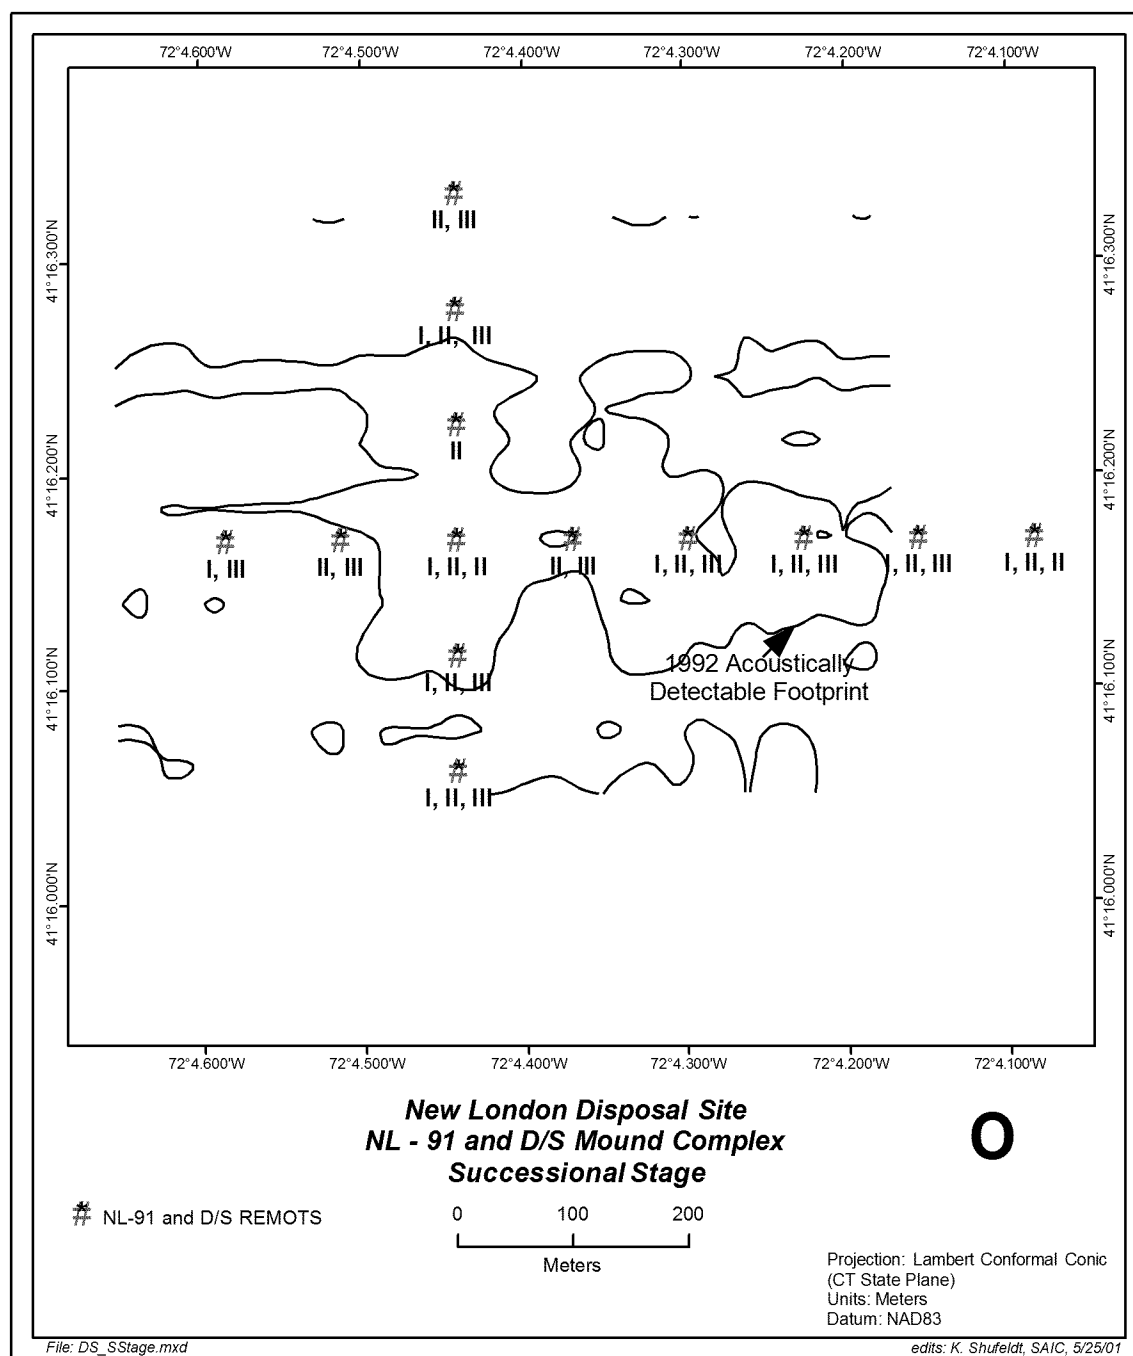 72°4.600'W 72°4.500'W 72°4.400'W 72°4.300'W 72°4.200'W 72°4.100'W
41°16.300'N
41°16.200'N
41°16.100'N
41°16.000'N
41°16.300'N
41°16.200'N
41°16.100'N
41°16.000'N
II, III
I, II, III
II
I, III II, III I, II, II II, III I, II, III I, II, III I, II, III I, II, II
I, II, III
1992 Acoustically
Detectable Footprint
I, II, III
72°4.600'W 72°4.500'W 72°4.400'W 72°4.300'W 72°4.200'W 72°4.100'W
New London Disposal Site
NL - 91 and D/S Mound Complex
Successional Stage
O
NL-91 and D/S REMOTS
0 100 200
Meters
Projection: Lambert Conformal Conic
(CT State Plane)
Units: Meters
Datum: NAD83
File: DS_SStage.mxd
edits: K. Shufeldt, SAIC, 5/25/01